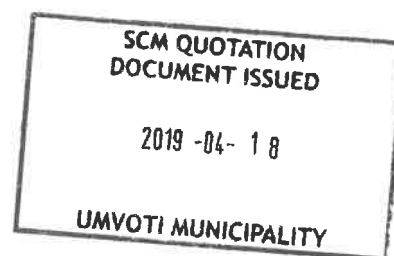 SCM QUOTATION
DOCUMENT ISSUED
2019 -04- 18
UMVOTI MUNICIPALITY